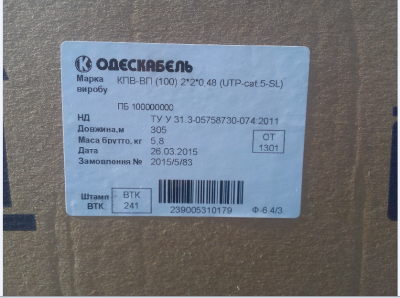 К ОДЕСКАБЕЛЬ
Марка виробу КПВ-ВП (100) 2*2*0.48 (UTP-cat.5-SL)
ПБ 100000000
НД ТУ У 31.3-05758730-074:2011
Довжина,м 305
Маса брутто, кг 5,8
Дата 26.03.2015
Замовлення № 2015/5/83
ОТ
1301
Штамп ВТК
ВТК 241
239005310179 Ф-6.4/3